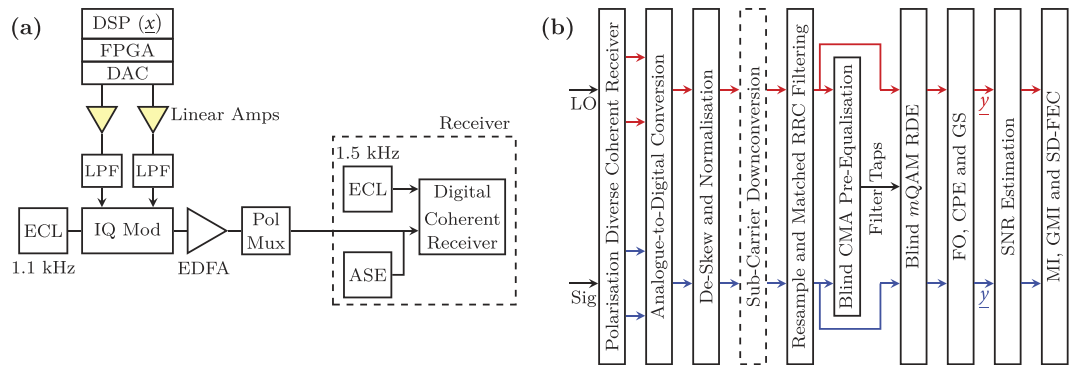 (a)
DSP (x)
FPGA
DAC
Linear Amps
LPF
LPF
ECL
1.1 kHz
IQ Mod
EDFA
Pol
Mux
Receiver
1.5 kHz
ECL
ASE
Digital
Coherent
Receiver
(b)
LO
Sig
Polarisation Diverse Coherent Receiver
Analogue-to-Digital Conversion
De-Skew and Normalisation
Sub-Carrier Downconversion
Resample and Matched RRC Filtering
Blind CMA Pre-Equalisation
Filter Taps
Blind mQAM RDE
FO, CPE and GS
y
y
SNR Estimation
MI, GMI and SD-FEC